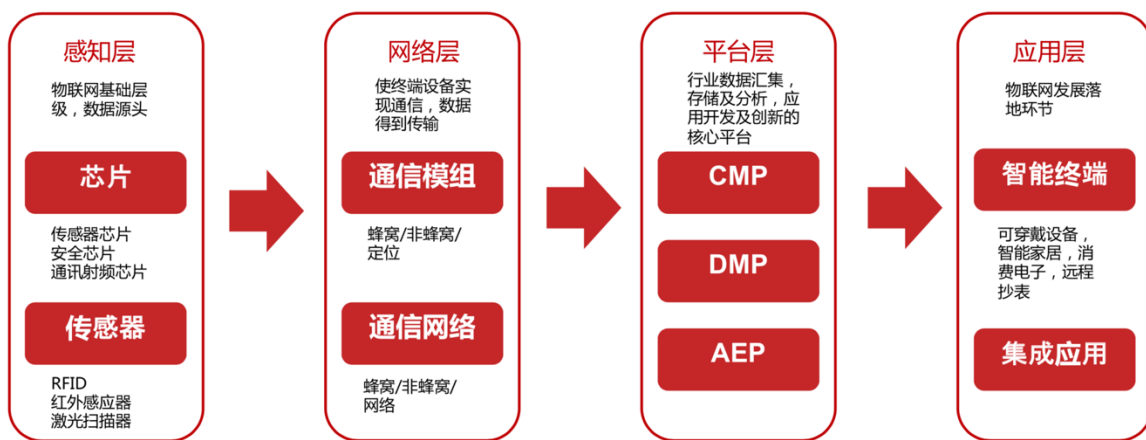 感知层
物联网基础层
级，数据源头
芯片
传感器芯片
安全芯片
通讯射频芯片
传感器
RFID
红外感应器
激光扫描器
网络层
使终端设备实
现通信，数据
得到传输
通信模组
蜂窝/非蜂窝/
定位
通信网络
蜂窝/非蜂窝/
网络
平台层
行业数据汇集，
存储及分析，应
用开发及创新的
核心平台
CMP
DMP
AEP
应用层
物联网发展落
地环节
智能终端
可穿戴设备，
智能家居，消
费电子，远程
抄表
集成应用